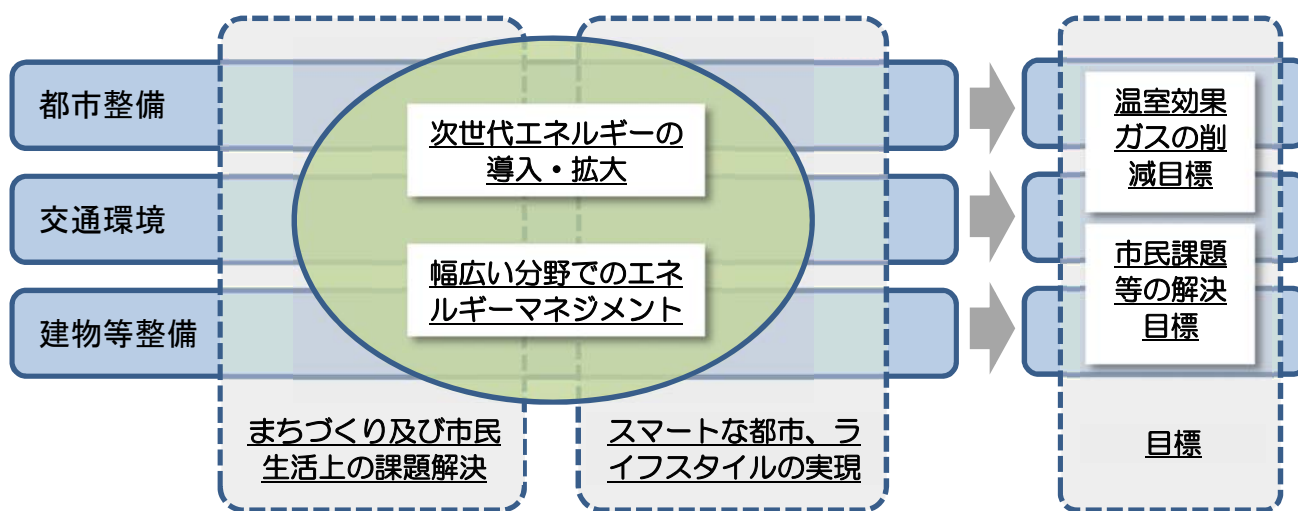 都市整備
交通環境
建物等整備
次世代エネルギーの
導入・拡大
幅広い分野でのエネ
ルギーマネジメント
まちづくり及び市民
生活上の課題解決
スマートな都市、ラ
イフスタイルの実現
温室効果
ガスの削
減目標
市民課題
等の解決
目標
目標